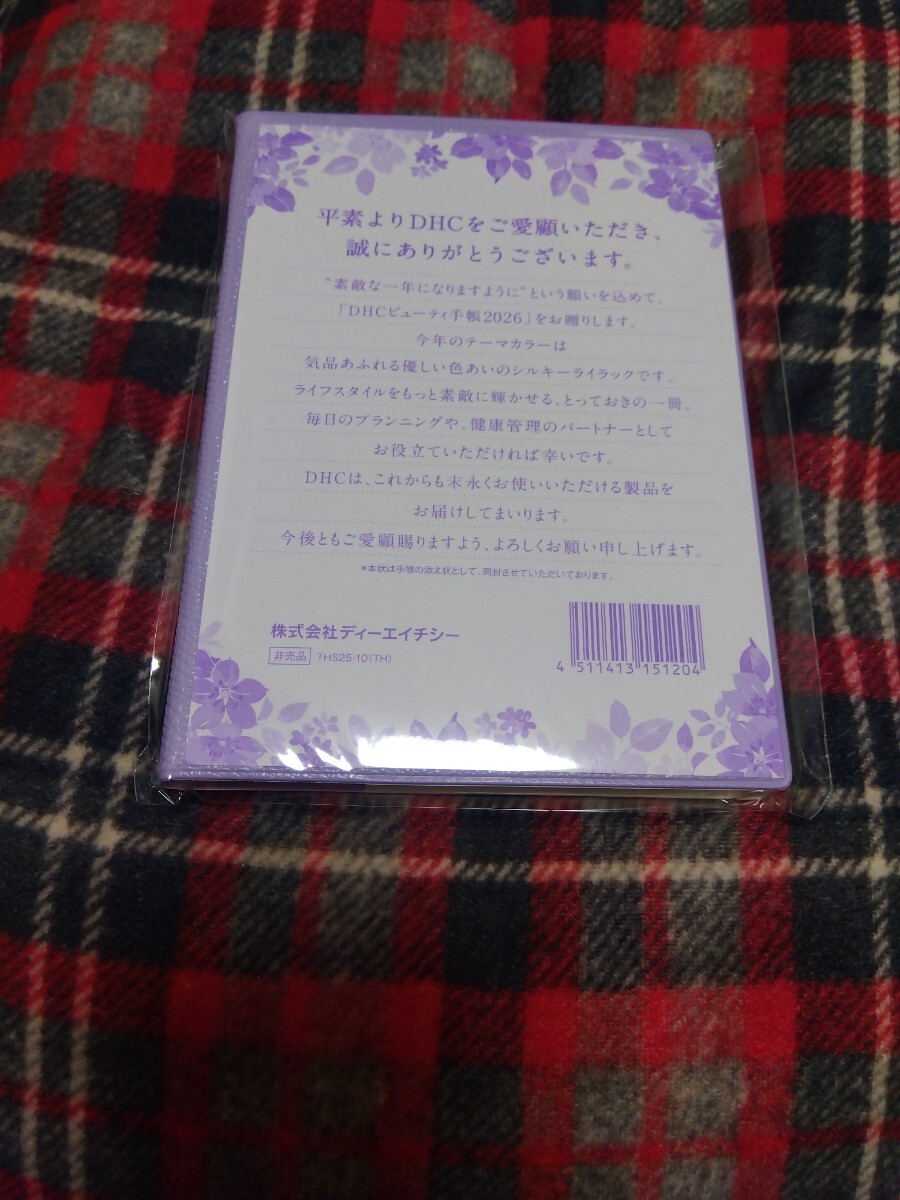 平素よりDHCをご愛顧いただき、
誠にありがとうございます。
“素敵な一年になりますように”という願いを込めて。
「DHCビューティ手帳2026」をお贈りします。
今年のテーマカラーは
気品あふれる優しい色あいのシルキーライラックです。
ライフスタイルをもっと素敵に輝かせる、とっておきの一冊。
毎日のプランニングや、健康管理のパートナーとして
お役立ていただければ幸いです。
DHCは、これからも末永くお使いいただける製品を
お届けしてまいります。
今後ともご愛顧賜りますよう、よろしくお願い申し上げます。
*本状は手帳の添え状として、同封させていただいております。
株式会社ディーエイチシー
非売品 THS25-10(TH)
4 511413 151204